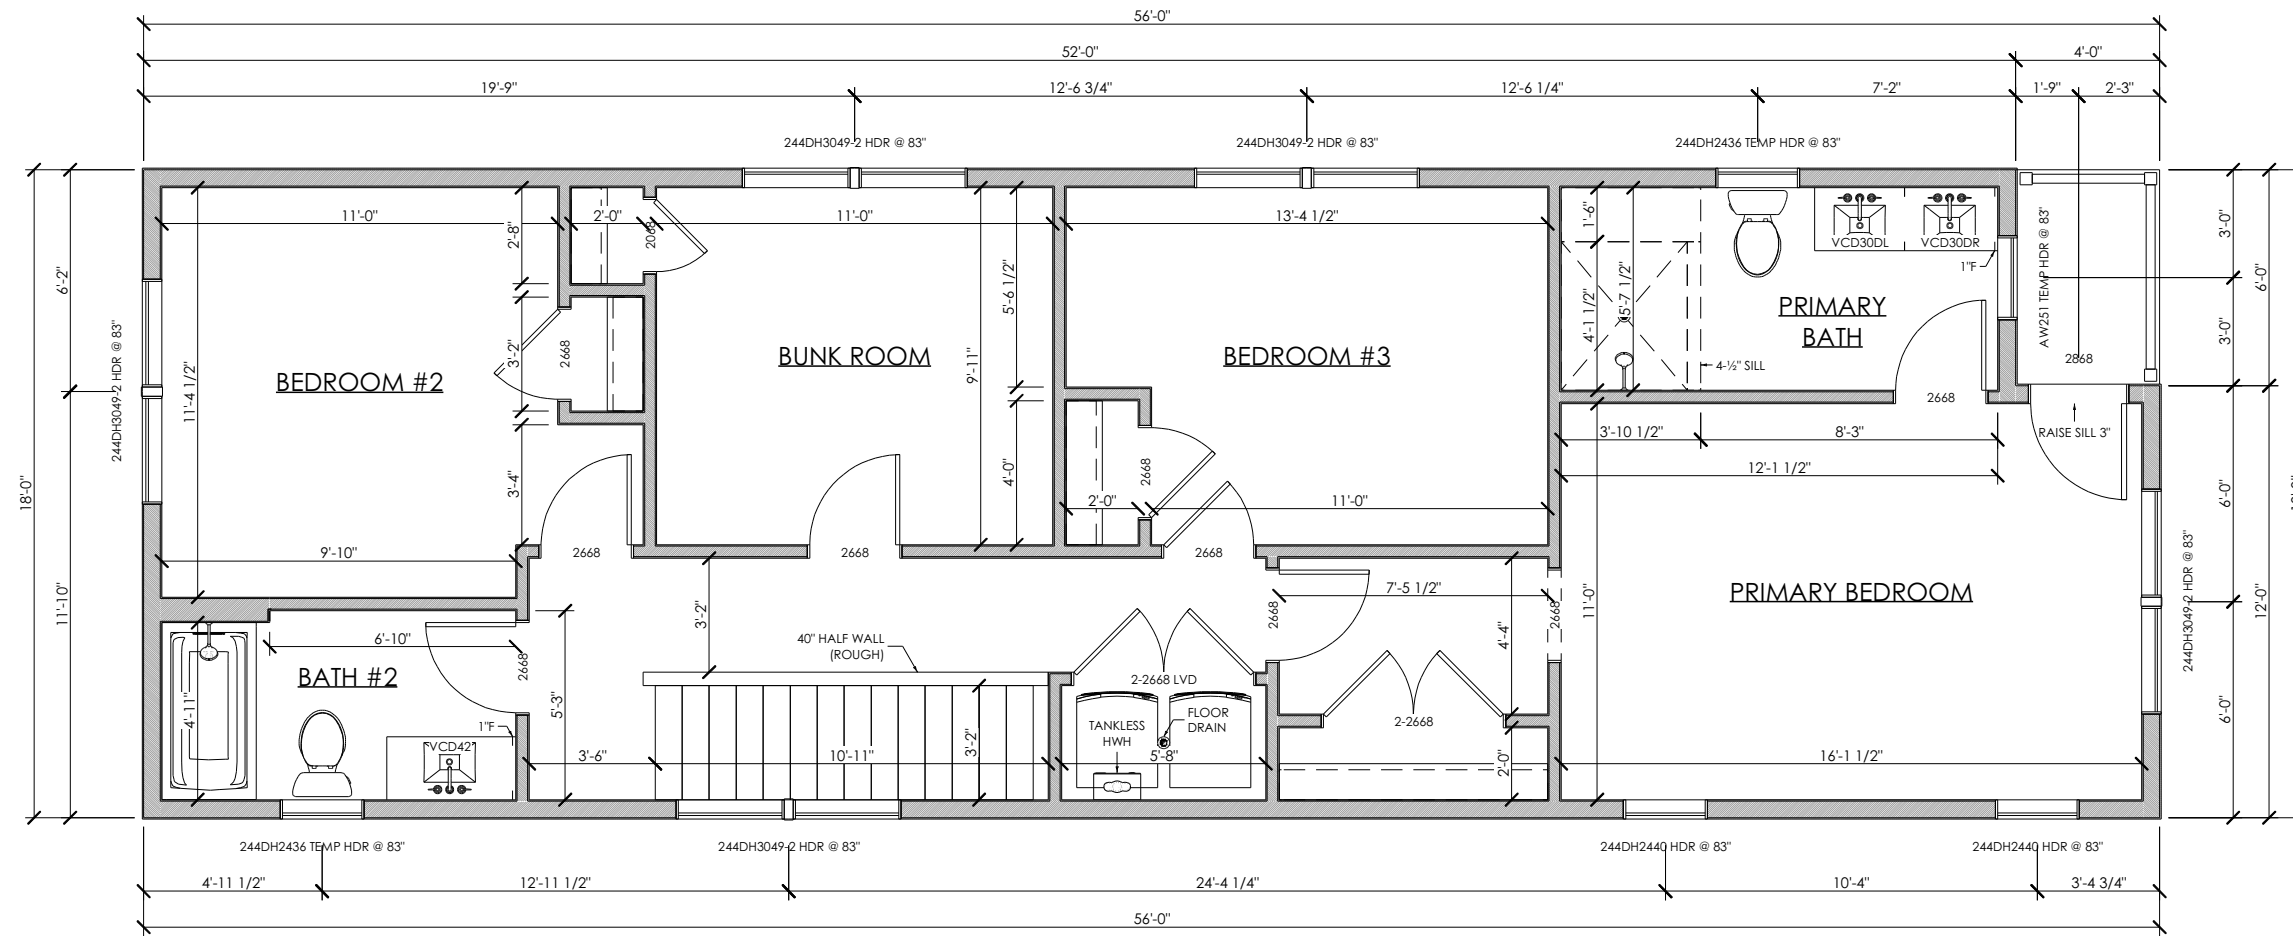 56'-0"
52'-0"
4'-0"
19'-9"
12'-6 3/4"
12'-6 1/4"
7'-2"
1'-9"
2'-3"
244DH3049-2 HDR @ 83"
244DH3049-2 HDR @ 83"
244DH2436 TEMP HDR @ 83"
18'-0"
6'-2"
11'-10"
244DH3049-2 HDR @ 83"
11'-0"
2'-8"
2'-0"
2068
11'-0"
5'-6 1/2"
13'-4 1/2"
1'-6"
5'-7 1/2"
4'-1 1/2"
VCD30DL
VCD30DR
1"F
AW251 TEMP HDR @ 83"
3'-0"
3'-0"
6'-0"
PRIMARY
BATH
BUNK ROOM
BEDROOM #3
BEDROOM #2
11'-4 1/2"
3'-2"
2668
9'-11"
4-½" SILL
2868
2668
RAISE SILL 3"
3'-10 1/2"
8'-3"
12'-1 1/2"
3'-4"
4'-0"
2668
2'-0"
11'-0"
6'-0"
9'-10"
2668
2668
2668
3'-2"
2668
7'-5 1/2"
2668
11'-0"
PRIMARY BEDROOM
244DH3049-2 HDR @ 83"
12'-0"
6'-0"
6'-10"
2668
40" HALF WALL
(ROUGH)
4'-4"
BATH #2
4'-11"
5'-3"
2-2668 LVD
2-2668
1"F
VCD42
TANKLESS
HWH
FLOOR
DRAIN
3'-6"
10'-11"
3'-2"
5'-8"
2'-0"
16'-1 1/2"
244DH2436 TEMP HDR @ 83"
244DH3049-2 HDR @ 83"
244DH2440 HDR @ 83"
244DH2440 HDR @ 83"
4'-11 1/2"
12'-11 1/2"
24'-4 1/4"
10'-4"
3'-4 3/4"
56'-0"